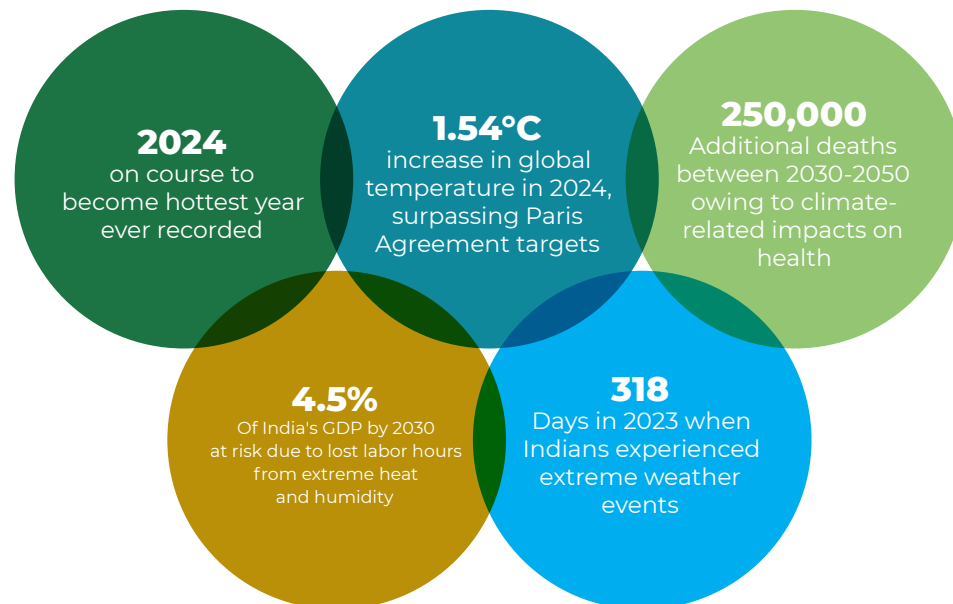 2024
on course to
become hottest year
ever recorded
1.54°C
increase in global
temperature in 2024,
surpassing Paris
Agreement targets
250,000
Additional deaths
between 2030-2050
owing to climate-
related impacts on
health
4.5%
Of India's GDP by 2030
at risk due to lost labor hours
from extreme heat
and humidity
318
Days in 2023 when
Indians experienced
extreme weather
events